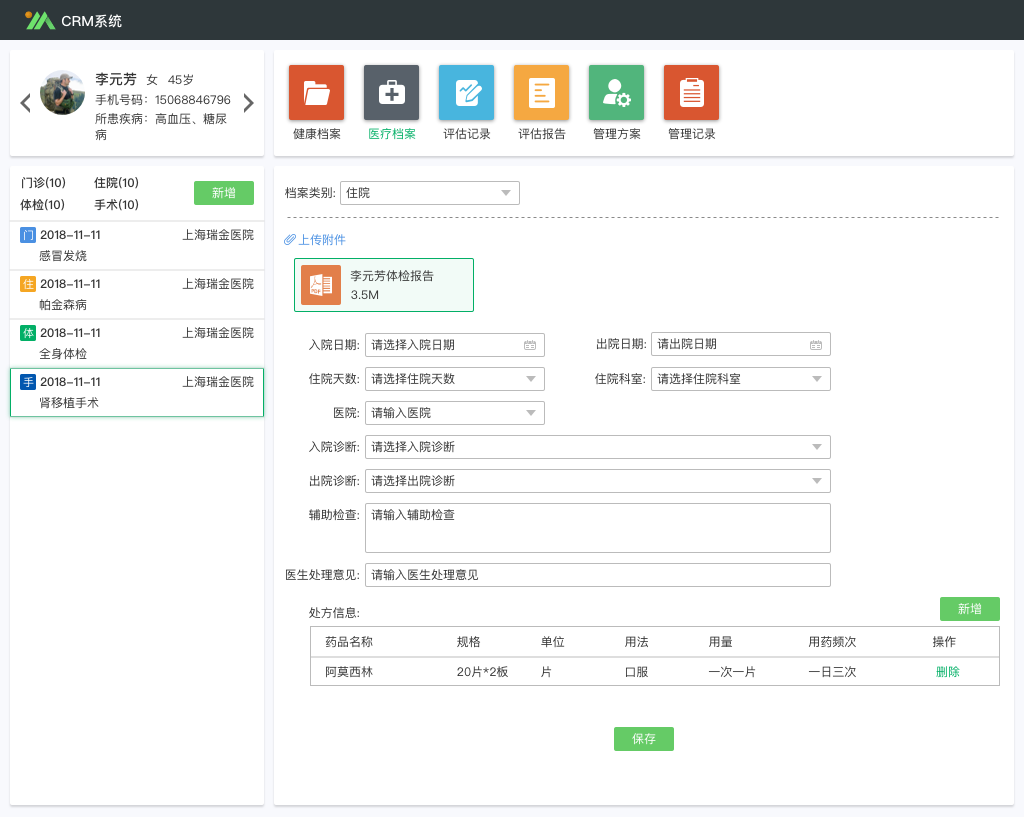 CRM系统
李元芳 女 45岁
手机号码：15068846796
所患疾病：高血压、糖尿
病
健康档案 医疗档案 评估记录 评估报告 管理方案 管理记录
门诊(10) 住院(10)
体检(10) 手术(10)
新增
门 2018-11-11 上海瑞金医院
感冒发烧
住 2018-11-11 上海瑞金医院
帕金森病
体 2018-11-11 上海瑞金医院
全身体检
手 2018-11-11 上海瑞金医院
肾移植手术
档案类别: 住院
上传附件
PDF
李元芳体检报告
3.5M
入院日期: 请选择入院日期 出院日期: 请出院日期
住院天数: 请选择住院天数 住院科室: 请选择住院科室
医院: 请输入医院
入院诊断: 请选择入院诊断
出院诊断: 请选择出院诊断
辅助检查: 请输入辅助检查
医生处理意见: 请输入医生处理意见
处方信息: 新增
药品名称 规格 单位 用法 用量 用药频次 操作
阿莫西林 20片*2板 片 口服 一次一片 一日三次 删除
保存